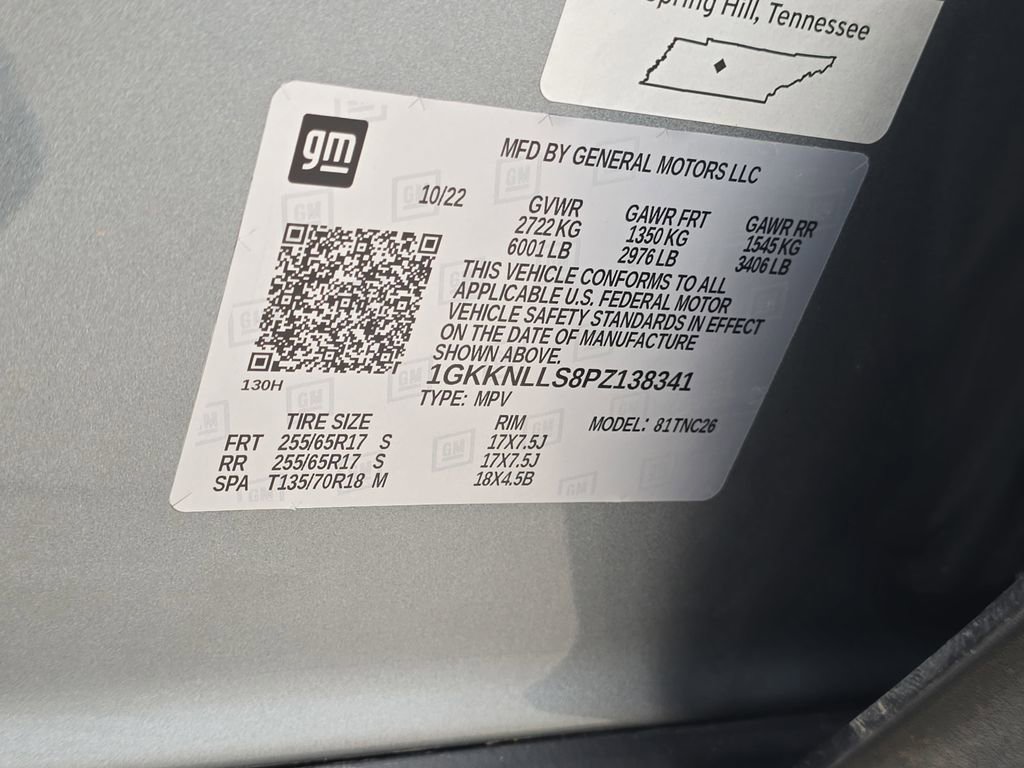 Spring Hill, Tennessee
gm
MFD BY GENERAL MOTORS LLC
10/22
GVWR GAWR FRT GAWR RR
2722 KG 1350 KG 1545 KG
6001 LB 2976 LB 3406 LB
THIS VEHICLE CONFORMS TO ALL
APPLICABLE U.S. FEDERAL MOTOR
VEHICLE SAFETY STANDARDS IN EFFECT
ON THE DATE OF MANUFACTURE
SHOWN ABOVE.
130H
1GKKNLLS8PZ138341
TYPE: MPV
TIRE SIZE RIM MODEL: 81TNC26
FRT 255/65R17 S 17X7.5J
RR 255/65R17 S 17X7.5J
SPA T135/70R18 M 18X4.5B